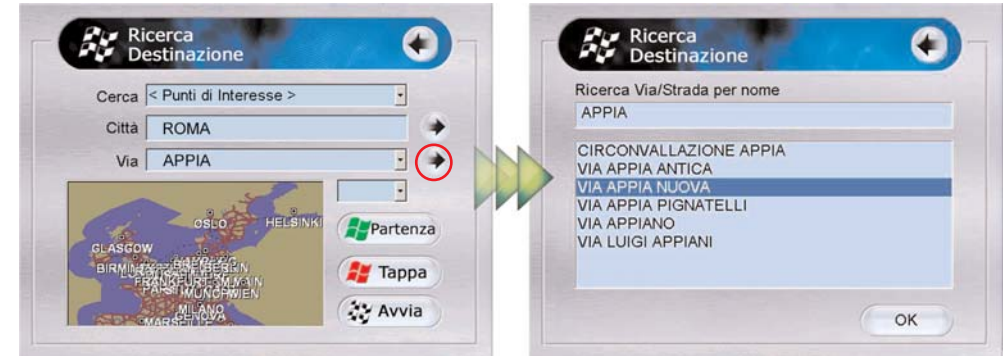 Ricerca
Destinazione
Cerca < Punti di Interesse >
Città ROMA
Via APPIA
OSLO HELSINKI
GLASGOW
MILANO
GENOVA
Partenza
Tappa
Avvia
Ricerca
Destinazione
Ricerca Via/Strada per nome
APPIA
CIRCONVALLAZIONE APPIA
VIA APPIA ANTICA
VIA APPIA NUOVA
VIA APPIA PIGNATELLI
VIA APPIANO
VIA LUIGI APPIANI
OK